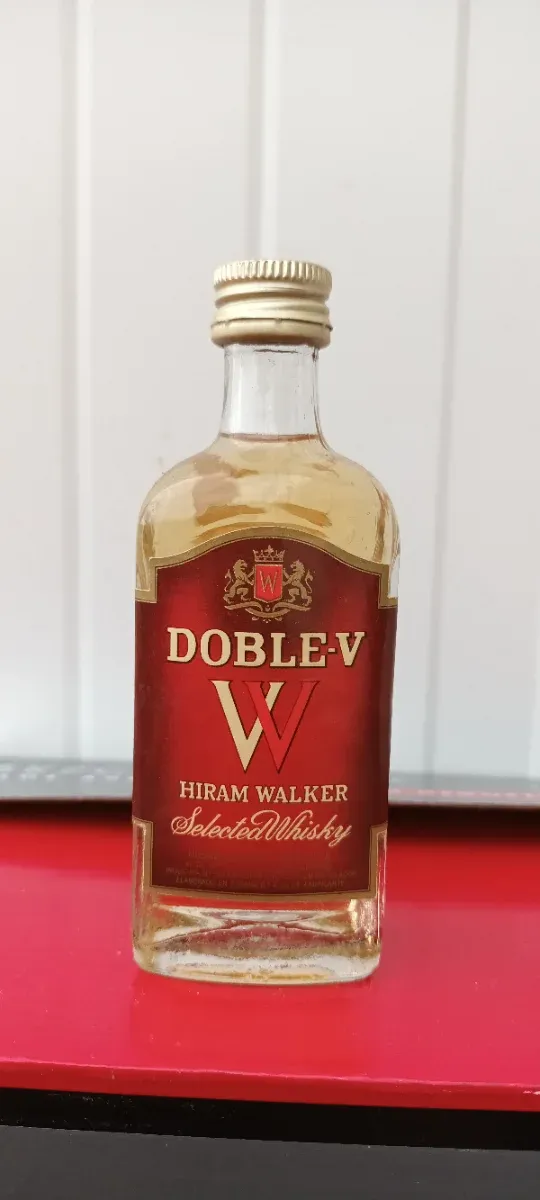 W
DOBLE-V
W
HIRAM WALKER
Selected Whisky